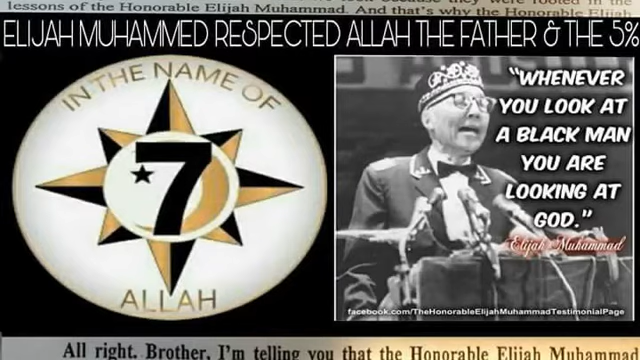 lessons of the Honorable Elijah Muhammad. And that's why the Honorable Elijah
ELIJAH MUHAMMED RESPECTED ALLAH THE FATHER & THE 5%
IN THE NAME OF
7
ALLAH
"WHENEVER
YOU LOOK AT
A BLACK MAN
YOU ARE
LOOKING AT
GOD."
Elijah Muhammad
facebook.com/TheHonorableElijahMuhammadTestimonialPage
All right. Brother, I'm telling you that the Honorable Elijah Muhammad